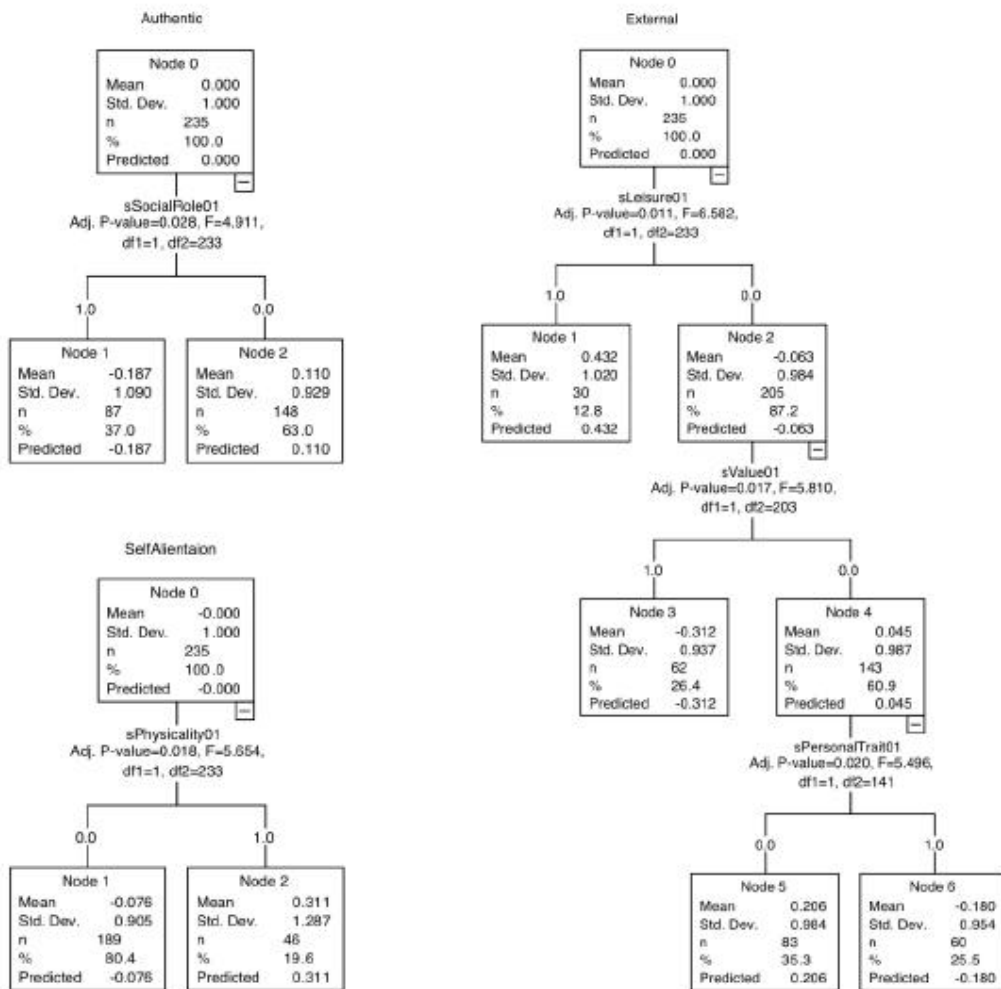 Authentic
Node 0
Mean 0.000
Std. Dev. 1.000
n 235
% 100.0
Predicted 0.000
sSocialRole01
Adj. P-value=0.028, F=4.911,
df1=1, df2=233
1.0
0.0
Node 1
Mean -0.187
Std. Dev. 1.090
n 87
% 37.0
Predicted -0.187
Node 2
Mean 0.110
Std. Dev. 0.929
n 148
% 63.0
Predicted 0.110
SelfAlientaion
Node 0
Mean -0.000
Std. Dev. 1.000
n 235
% 100.0
Predicted -0.000
sPhysicality01
Adj. P-value=0.018, F=5.654,
df1=1, df2=233
0.0
1.0
Node 1
Mean -0.076
Std. Dev. 0.905
n 189
% 80.4
Predicted -0.076
Node 2
Mean 0.311
Std. Dev. 1.287
n 46
% 19.6
Predicted 0.311
External
Node 0
Mean 0.000
Std. Dev. 1.000
n 235
% 100.0
Predicted 0.000
sLeisure01
Adj. P-value=0.011, F=6.582,
df1=1, df2=233
1.0
0.0
Node 1
Mean 0.432
Std. Dev. 1.020
n 30
% 12.8
Predicted 0.432
Node 2
Mean -0.063
Std. Dev. 0.984
n 205
% 87.2
Predicted -0.063
sValue01
Adj. P-value=0.017, F=5.810,
df1=1, df2=203
1.0
0.0
Node 3
Mean -0.312
Std. Dev. 0.937
n 62
% 26.4
Predicted -0.312
Node 4
Mean 0.045
Std. Dev. 0.987
n 143
% 60.9
Predicted 0.045
sPersonalTrait01
Adj. P-value=0.020, F=5.496,
df1=1, df2=141
0.0
1.0
Node 5
Mean 0.206
Std. Dev. 0.984
n 83
% 35.3
Predicted 0.206
Node 6
Mean -0.180
Std. Dev. 0.954
n 60
% 25.5
Predicted -0.180